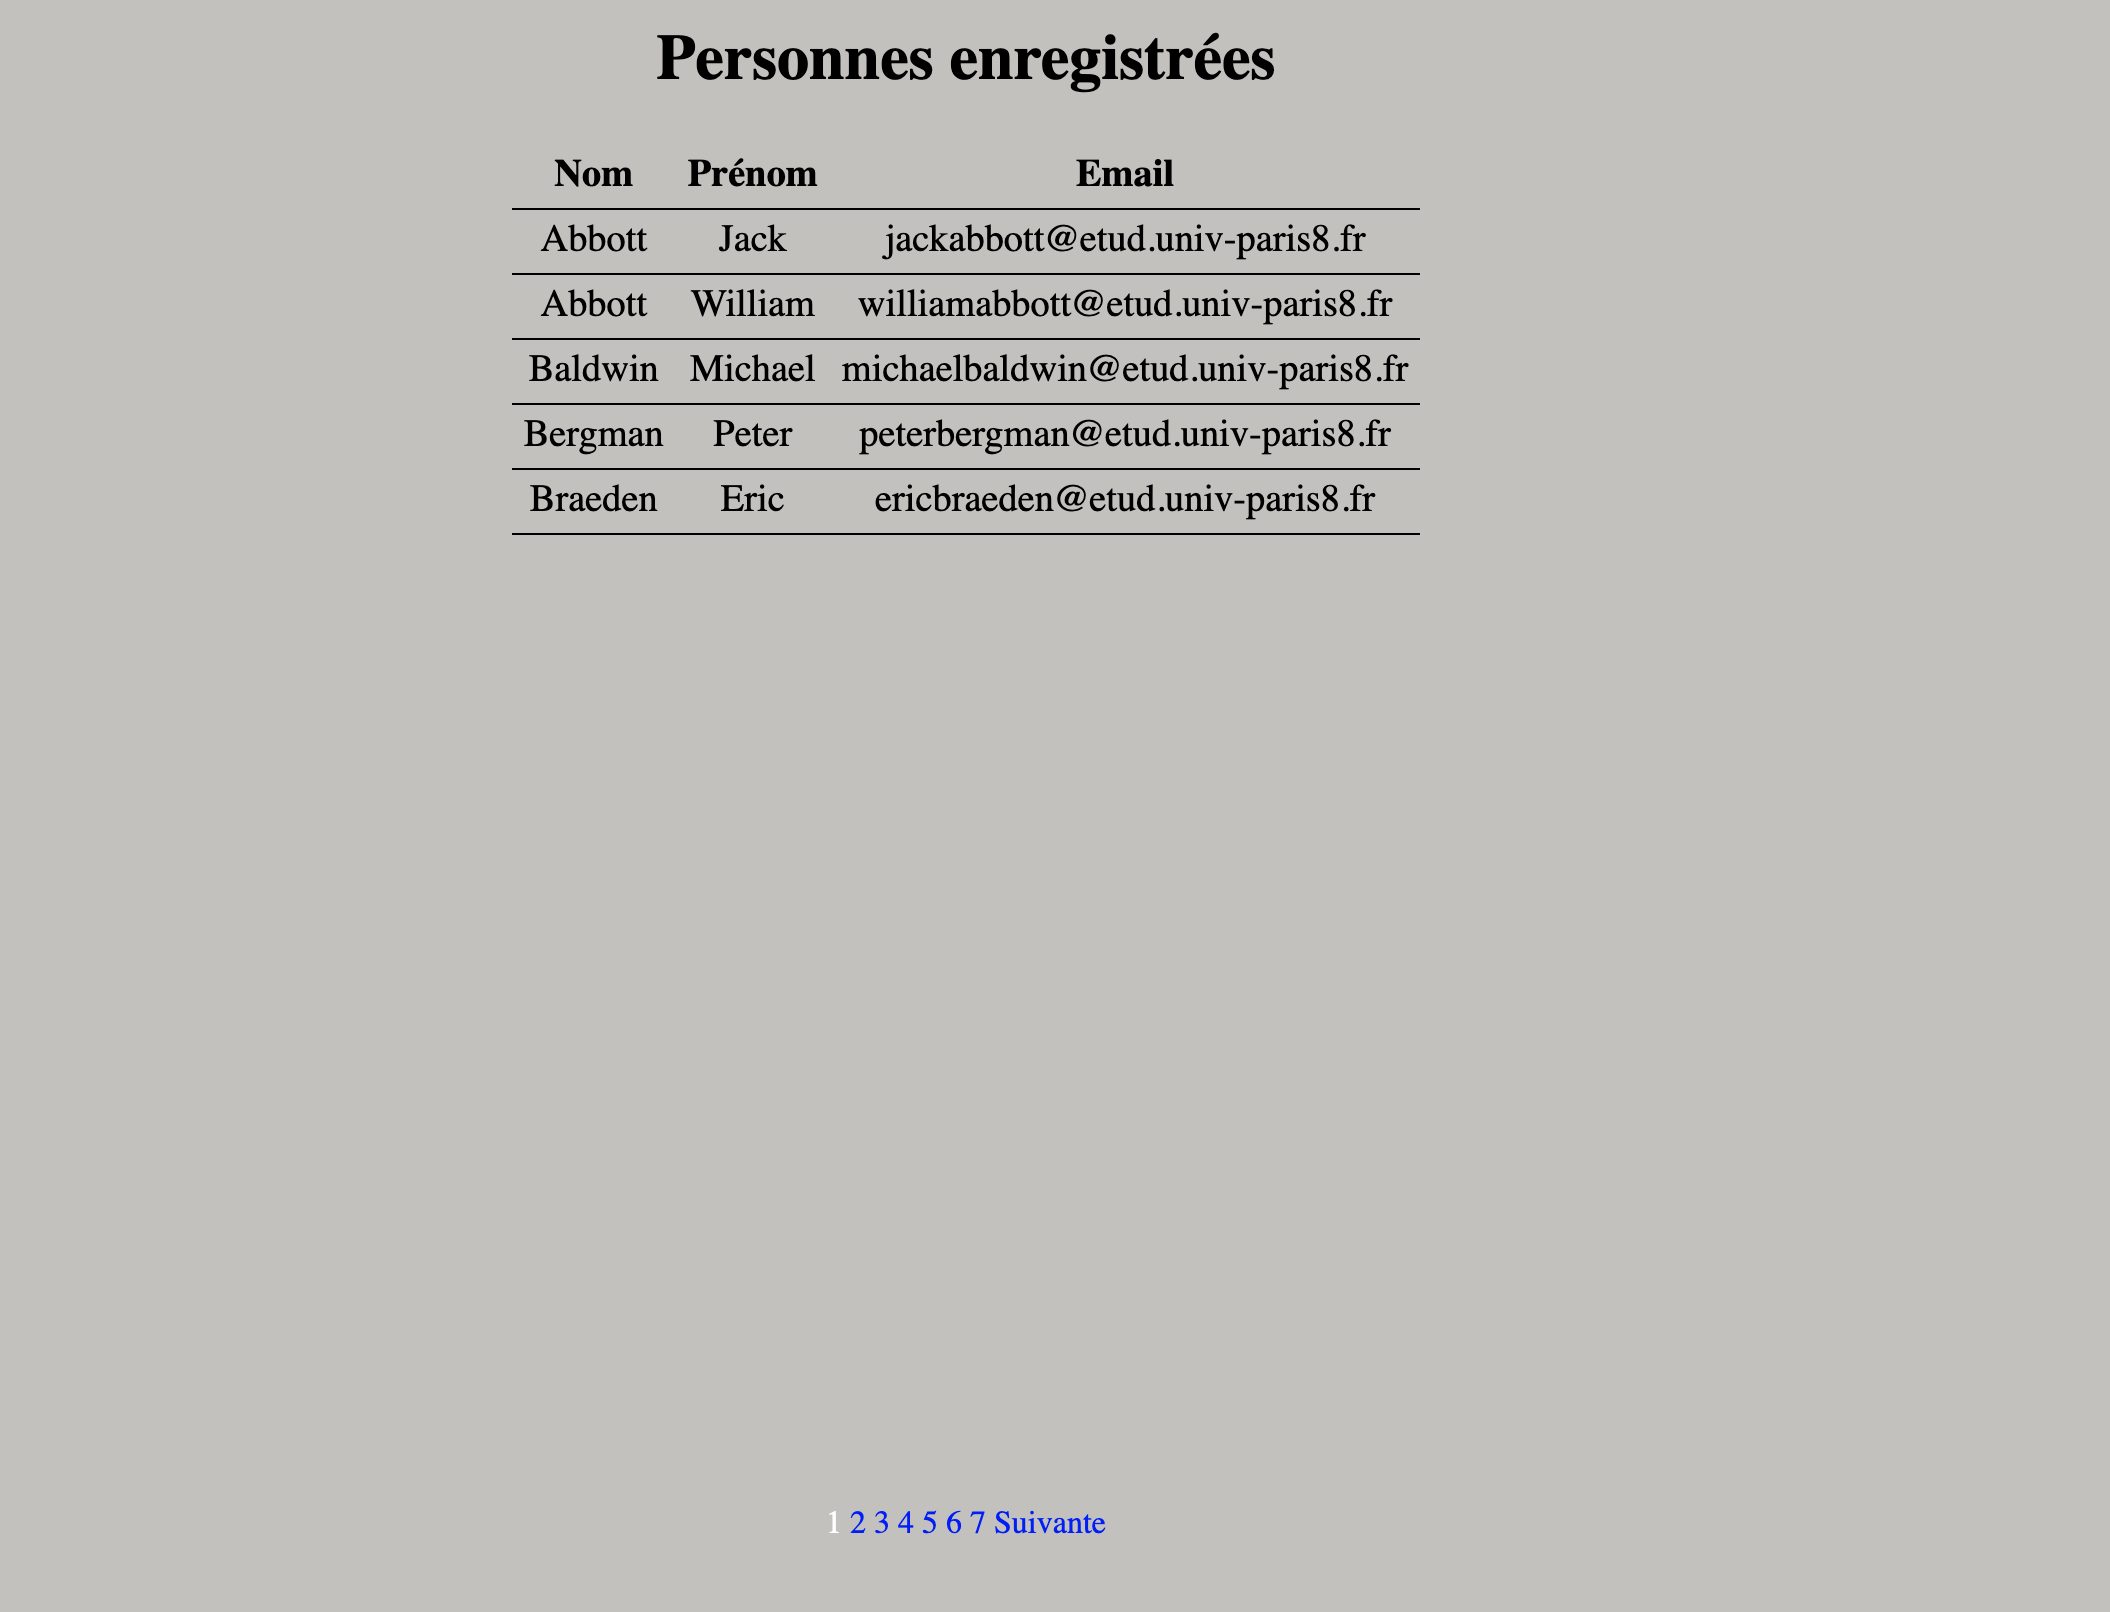 Personnes enregistrées
Nom Prénom Email
Abbott Jack jackabbott@etud.univ-paris8.fr
Abbott William williamabbott@etud.univ-paris8.fr
Baldwin Michael michaelbaldwin@etud.univ-paris8.fr
Bergman Peter peterbergman@etud.univ-paris8.fr
Braeden Eric ericbraeden@etud.univ-paris8.fr
1 2 3 4 5 6 7 Suivante